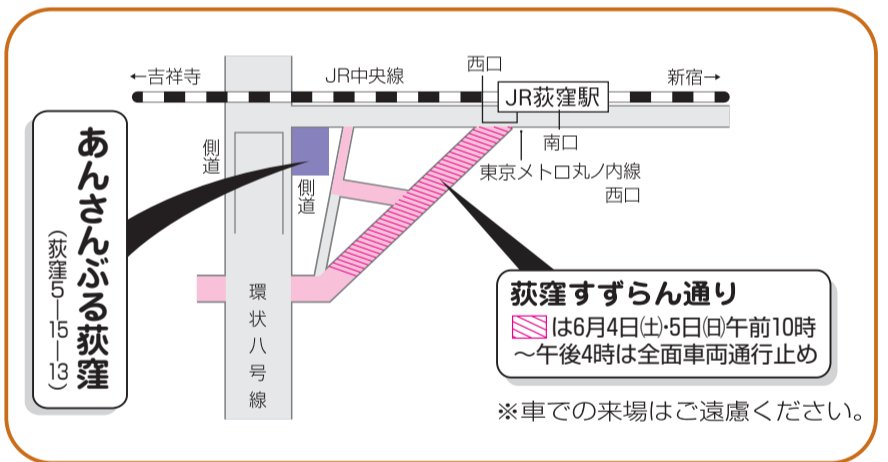 ←吉祥寺
JR中央線
西口
新宿→
JR荻窪駅
南口
東京メトロ丸ノ内線
西口
側道
側道
環状八号線
あんさんぶる荻窪
(荻窪5―15―13)
荻窪すずらん通り
は6月4日㈯・5日㈰午前10時
～午後4時は全面車両通行止め
※車での来場はご遠慮ください。